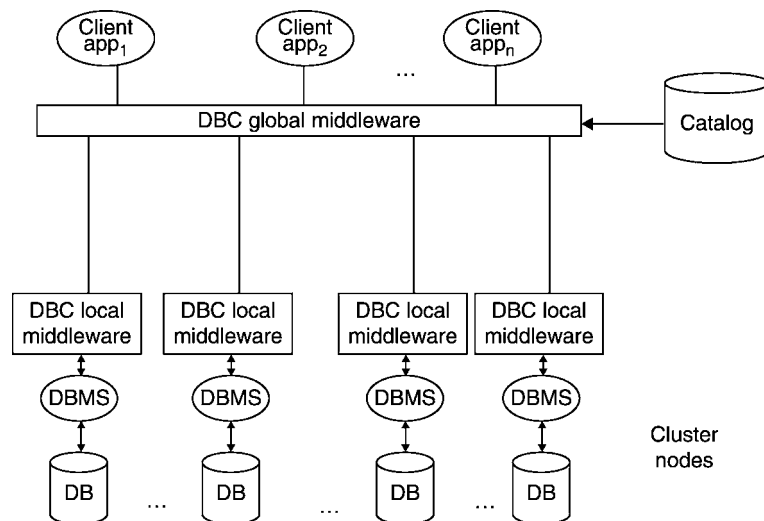 Client
app₁
Client
app₂
...
Client
appₙ
DBC global middleware
Catalog
DBC local
middleware
DBC local
middleware
DBC local
middleware
DBC local
middleware
DBMS
DBMS
DBMS
DBMS
Cluster
nodes
DB
...
DB
...
DB
...
DB